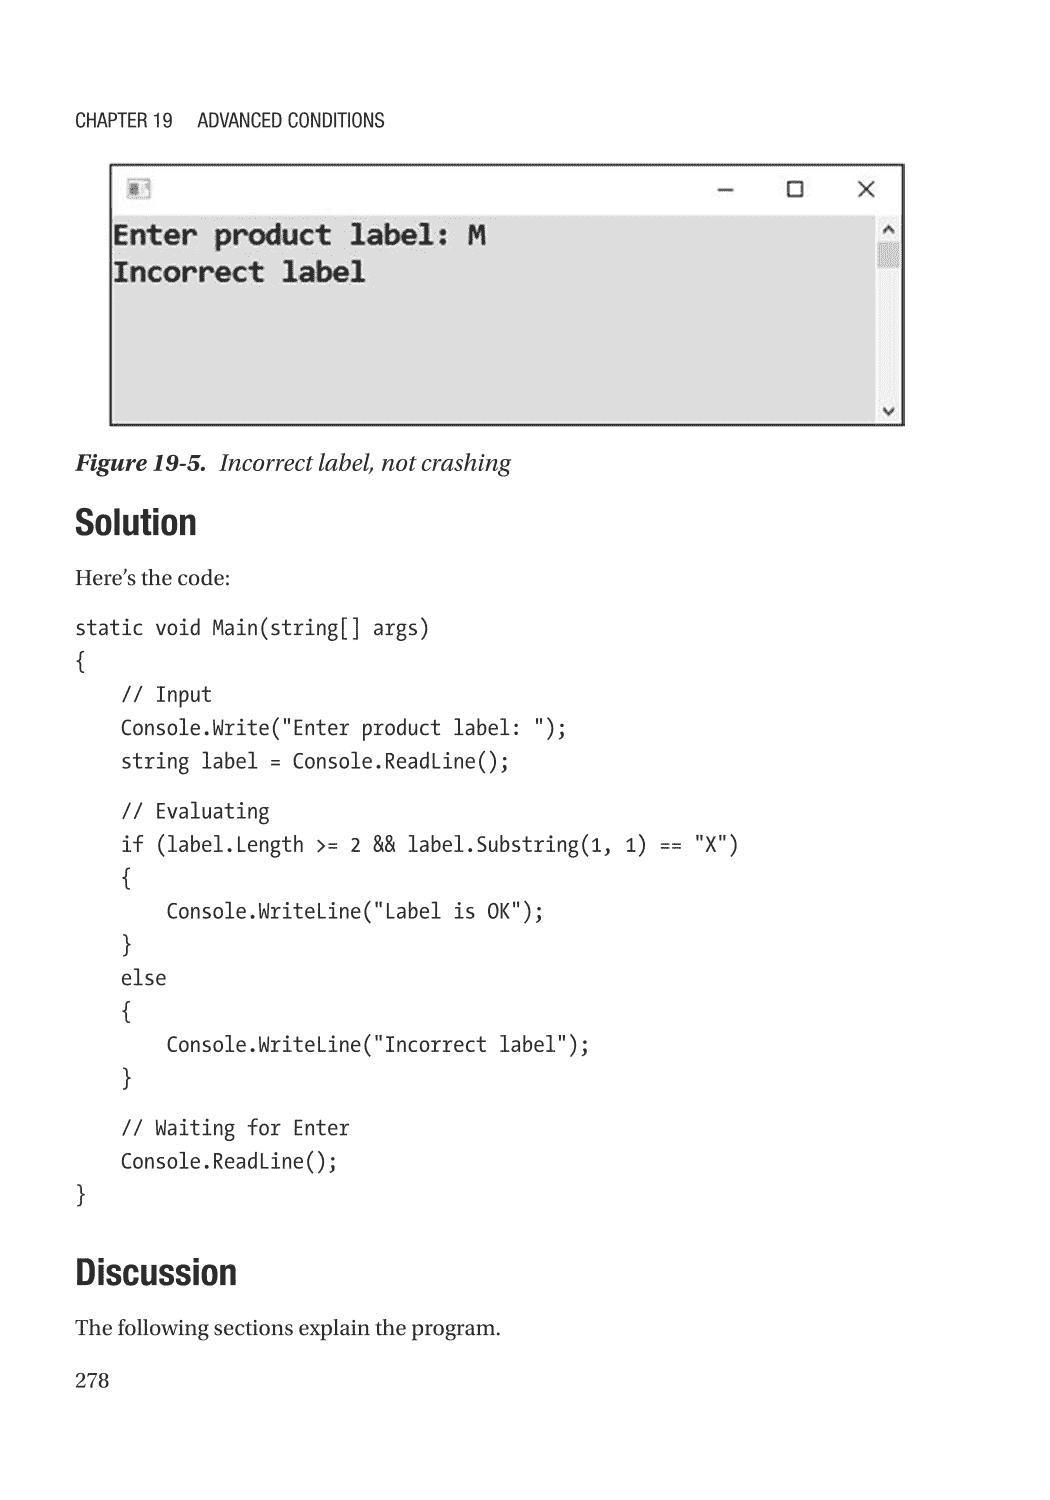 CHAPTER 19 ADVANCED CONDITIONS
Enter product label: M
Incorrect label
Figure 19-5. Incorrect label, not crashing
Solution
Here’s the code:
static void Main(string[] args)
{
    // Input
    Console.Write("Enter product label: ");
    string label = Console.ReadLine();
    // Evaluating
    if (label.Length >= 2 && label.Substring(1, 1) == "X")
    {
        Console.WriteLine("Label is OK");
    }
    else
    {
        Console.WriteLine("Incorrect label");
    }
    // Waiting for Enter
    Console.ReadLine();
}
Discussion
The following sections explain the program.
278